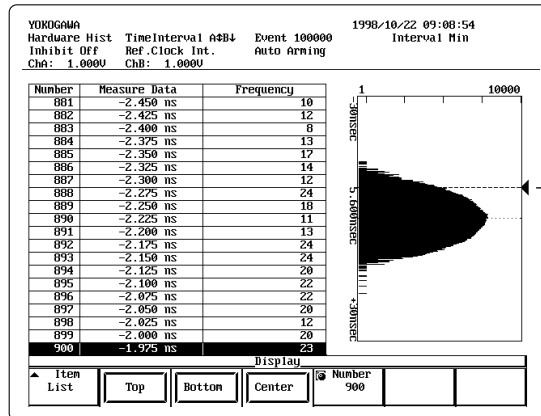 YOKOGAWA 1998/10/22 09:08:54
Hardware Hist TimeInterval A↕B↓ Event 100000 Interval Min
Inhibit Off Ref.Clock Int. Auto Arming
ChA: 1.000V ChB: 1.000V
Number Measure Data Frequency
881 -2.450 ns 10
882 -2.425 ns 12
883 -2.400 ns 8
884 -2.375 ns 13
885 -2.350 ns 17
886 -2.325 ns 14
887 -2.300 ns 12
888 -2.275 ns 24
889 -2.250 ns 18
890 -2.225 ns 11
891 -2.200 ns 13
892 -2.175 ns 24
893 -2.150 ns 24
894 -2.125 ns 20
895 -2.100 ns 22
896 -2.075 ns 22
897 -2.050 ns 20
898 -2.025 ns 12
899 -2.000 ns 20
900 -1.975 ns 23
1 10000
-30nsec
5.600nsec
+30nsec
Display
Item List
Top
Bottom
Center
Number 900